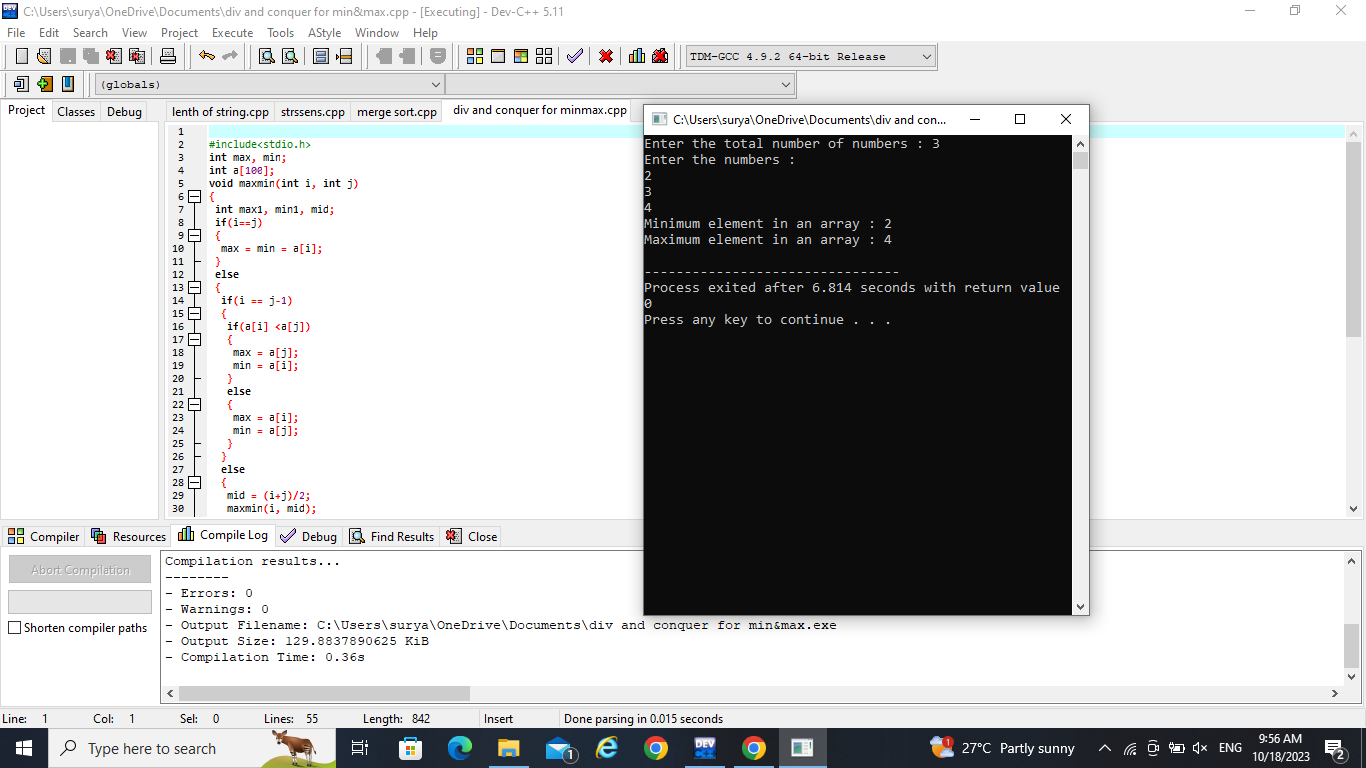 C:\Users\surya\OneDrive\Documents\div and conquer for min&max.cpp - [Executing] - Dev-C++ 5.11
File Edit Search View Project Execute Tools AStyle Window Help
TDM-GCC 4.9.2 64-bit Release
(globals)
Project Classes Debug
lenth of string.cpp strssens.cpp merge sort.cpp div and conquer for minmax.cpp
1
2 #include<stdio.h>
3 int max, min;
4 int a[100];
5 void maxmin(int i, int j)
6 {
7 int max1, min1, mid;
8 if(i==j)
9 {
10 max = min = a[i];
11 }
12 else
13 {
14 if(i == j-1)
15 {
16 if(a[i] <a[j])
17 {
18 max = a[j];
19 min = a[i];
20 }
21 else
22 {
23 max = a[i];
24 min = a[j];
25 }
26 }
27 else
28 {
29 mid = (i+j)/2;
30 maxmin(i, mid);
C:\Users\surya\OneDrive\Documents\div and con...
Enter the total number of numbers : 3
Enter the numbers :
2
3
4
Minimum element in an array : 2
Maximum element in an array : 4
--------------------------------
Process exited after 6.814 seconds with return value
0
Press any key to continue . . .
Compiler Resources Compile Log Debug Find Results Close
Abort Compilation
Shorten compiler paths
Compilation results...
--------
- Errors: 0
- Warnings: 0
- Output Filename: C:\Users\surya\OneDrive\Documents\div and conquer for min&max.exe
- Output Size: 129.8837890625 KiB
- Compilation Time: 0.36s
Line: 1 Col: 1 Sel: 0 Lines: 55 Length: 842 Insert Done parsing in 0.015 seconds
Type here to search
DEV
1
DEV
1
27°C Partly sunny
ENG
9:56 AM
10/18/2023
2